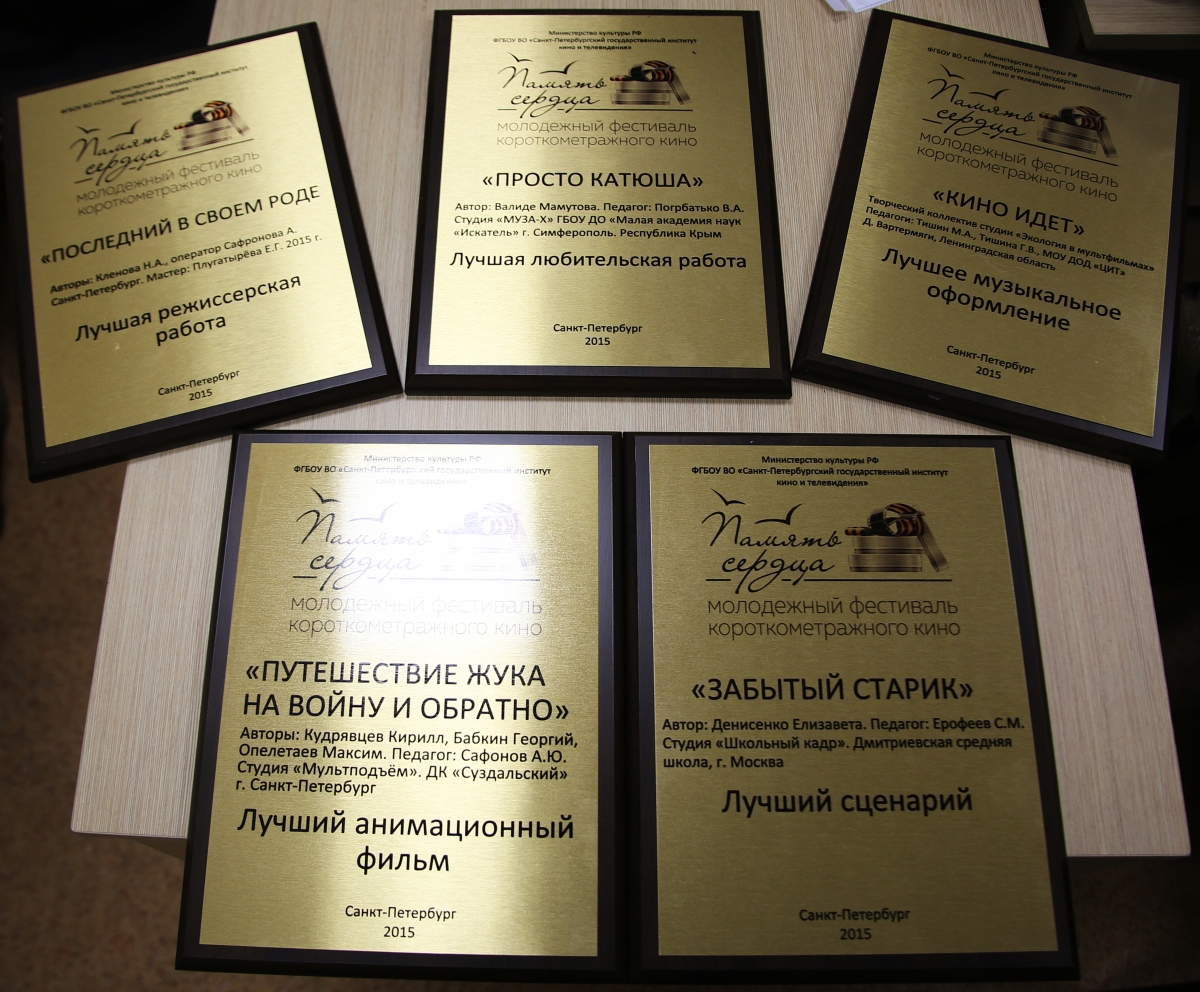 Министерство культуры РФ
ФГБОУ ВО «Санкт-Петербургский государственный институт
кино и телевидения»
Память
сердца
молодежный фестиваль
короткометражного кино
«ПОСЛЕДНИЙ В СВОЕМ РОДЕ
Авторы: Кленова Н.А., оператор Сафронова А.
Санкт-Петербург. Мастер: Плугатырёва Е.Г. 2015 г.
Лучшая режиссерская
работа
Санкт-Петербург
2015
Министерство культуры РФ
ФГБОУ ВО «Санкт-Петербургский государственный институт
кино и телевидения»
Память
сердца
молодежный фестиваль
короткометражного кино
«ПРОСТО КАТЮША»
Автор: Валиде Мамутова. Педагог: Погрбатько В.А.
Студия «МУЗА-Х» ГБОУ ДО «Малая академия наук
«Искатель» г. Симферополь. Республика Крым
Лучшая любительская работа
Санкт-Петербург
2015
Министерство культуры РФ
ФГБОУ ВО «Санкт-Петербургский государственный институт
кино и телевидения»
Память
сердца
молодежный фестиваль
короткометражного кино
«КИНО ИДЕТ»
Творческий коллектив студии «Экология в мультфильмах»
Педагоги: Тишин М.А., Тишина Г.В., МОУ ДОД «ЦИТ»
Д. Вартемяги, Ленинградская область
Лучшее музыкальное
оформление
Санкт-Петербург
2015
Министерство культуры РФ
ФГБОУ ВО «Санкт-Петербургский государственный институт
кино и телевидения»
Память
сердца
молодежный фестиваль
короткометражного кино
«ПУТЕШЕСТВИЕ ЖУКА
НА ВОЙНУ И ОБРАТНО»
Авторы: Кудрявцев Кирилл, Бабкин Георгий,
Опелетаев Максим. Педагог: Сафонов А.Ю.
Студия «Мультподъём». ДК «Суздальский»
г. Санкт-Петербург
Лучший анимационный
фильм
Санкт-Петербург
2015
Министерство культуры РФ
ФГБОУ ВО «Санкт-Петербургский государственный институт
кино и телевидения»
Память
сердца
молодежный фестиваль
короткометражного кино
«ЗАБЫТЫЙ СТАРИК»
Автор: Денисенко Елизавета. Педагог: Ерофеев С.М.
Студия «Школьный кадр». Дмитриевская средняя
школа, г. Москва
Лучший сценарий
Санкт-Петербург
2015